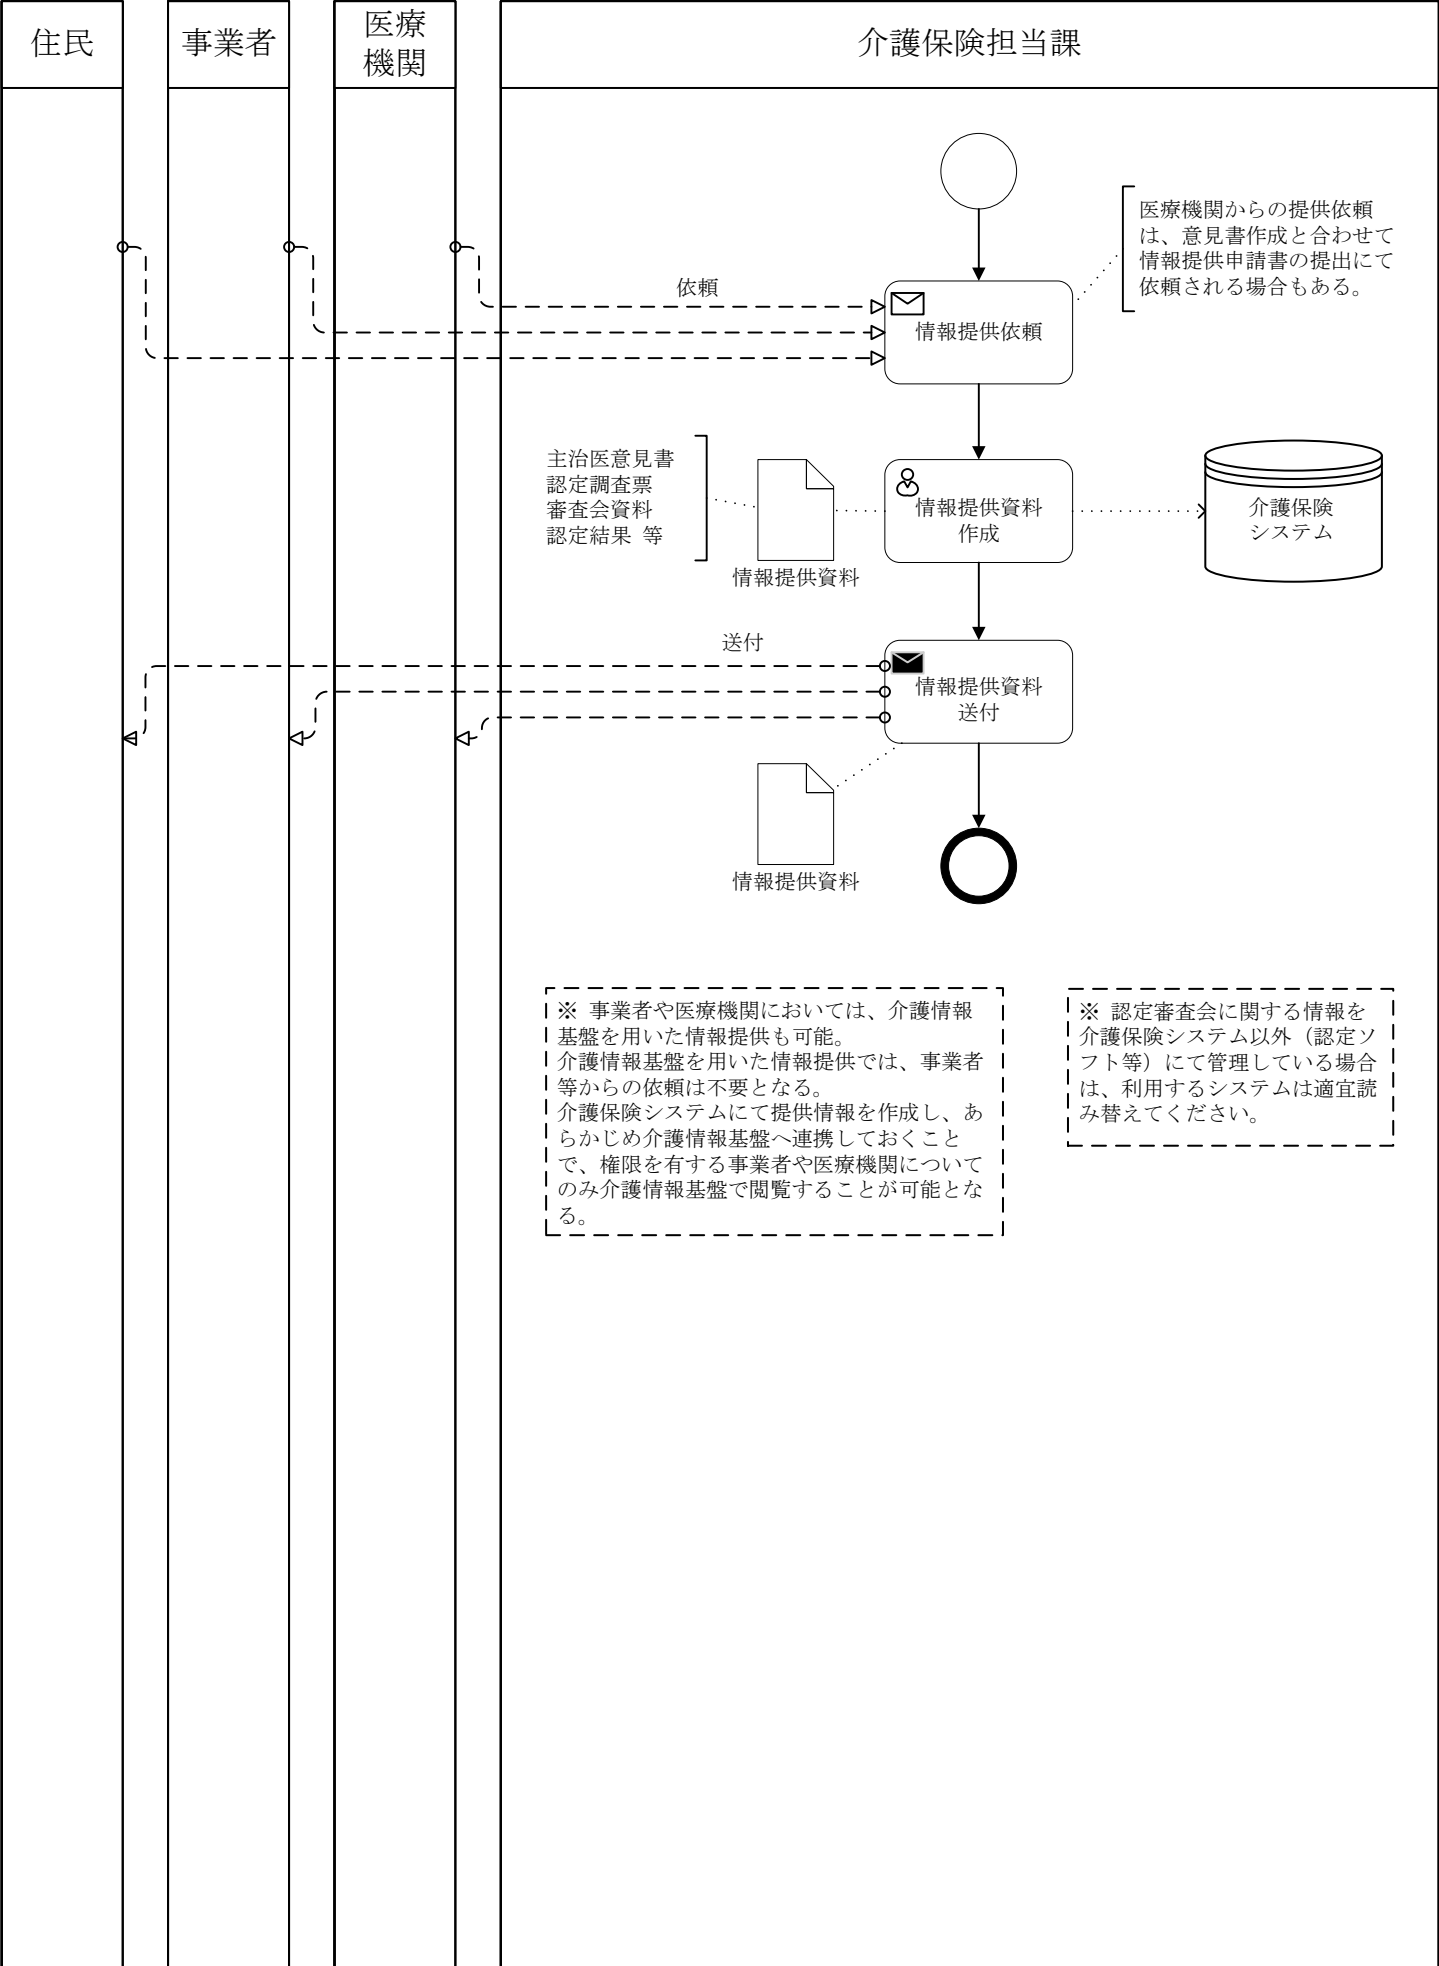 住民
事業者
医療
機関
介護保険担当課
医療機関からの提供依頼
は、意見書作成と合わせて
情報提供申請書の提出にて
依頼される場合もある。
依頼
情報提供依頼
主治医意見書
認定調査票
審査会資料
認定結果 等
情報提供資料
情報提供資料
作成
介護保険
システム
送付
情報提供資料
送付
情報提供資料
※ 事業者や医療機関においては、介護情報
基盤を用いた情報提供も可能。
介護情報基盤を用いた情報提供では、事業者
等からの依頼は不要となる。
介護保険システムにて提供情報を作成し、あ
らかじめ介護情報基盤へ連携しておくこと
で、権限を有する事業者や医療機関について
のみ介護情報基盤で閲覧することが可能とな
る。
※ 認定審査会に関する情報を
介護保険システム以外（認定ソ
フト等）にて管理している場合
は、利用するシステムは適宜読
み替えてください。